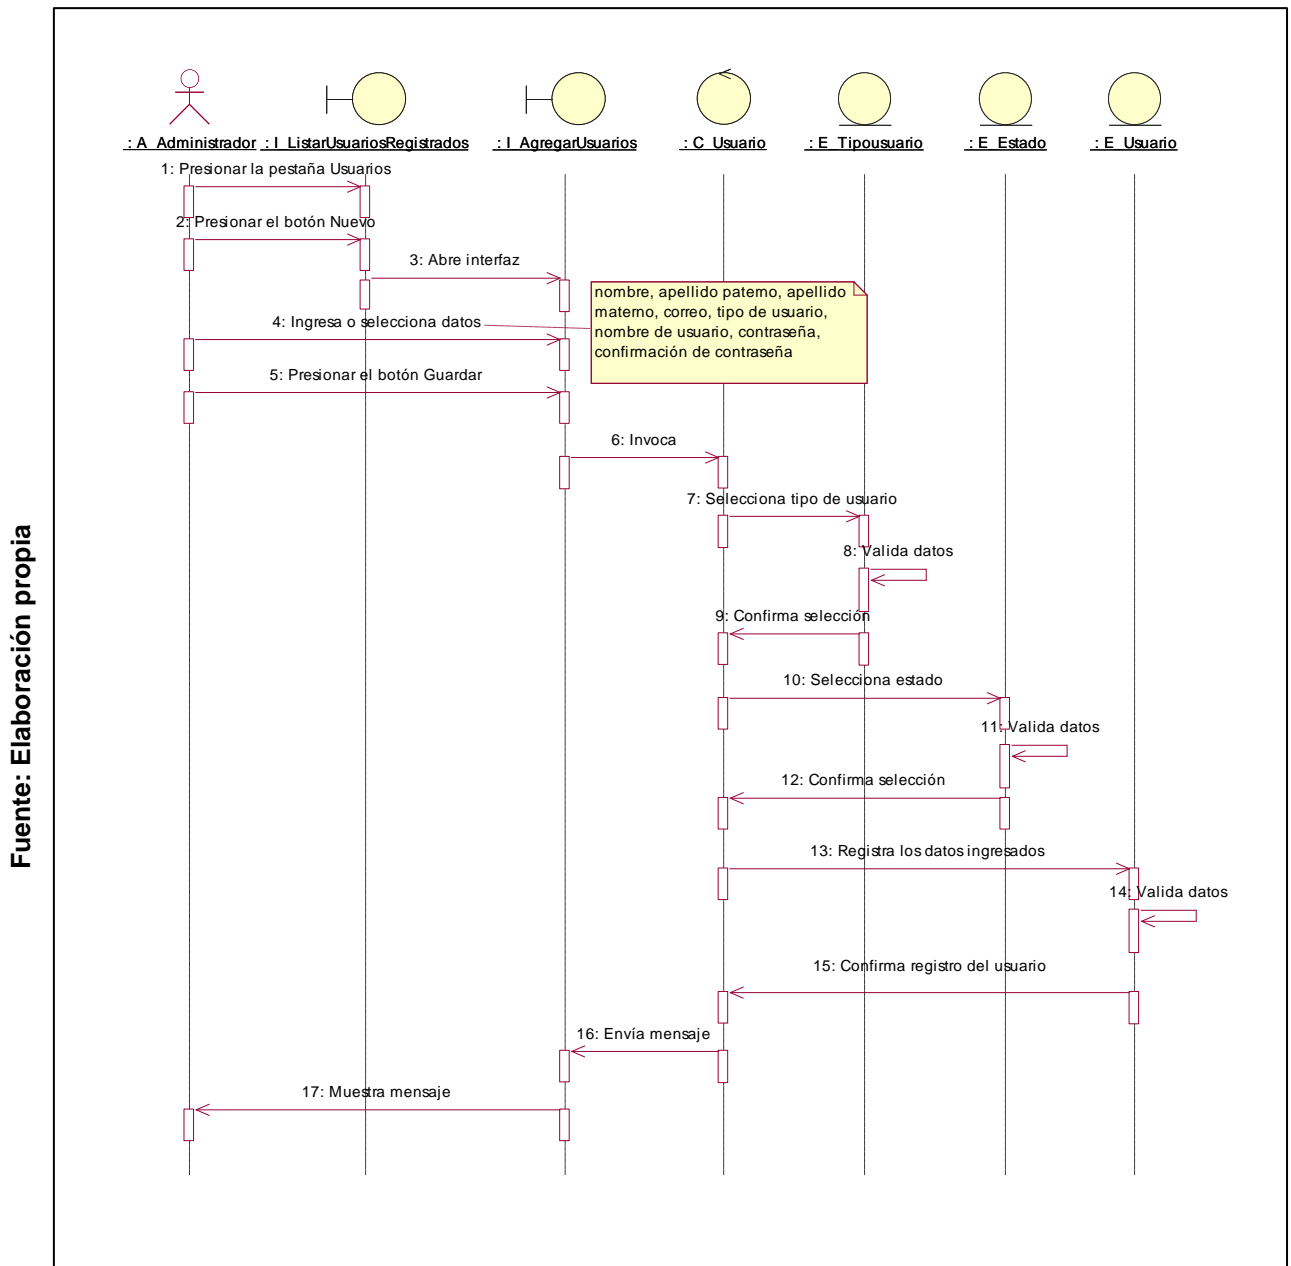 : A_Administrador
: I_ListarUsuariosRegistrados
: I_AgregarUsuarios
: C_Usuario
: E_Tipousuario
: E_Estado
: E_Usuario
1: Presionar la pestaña Usuarios
2: Presionar el botón Nuevo
3: Abre interfaz
nombre, apellido paterno, apellido
materno, correo, tipo de usuario,
nombre de usuario, contraseña,
confirmación de contraseña
4: Ingresa o selecciona datos
5: Presionar el botón Guardar
6: Invoca
7: Selecciona tipo de usuario
8: Valida datos
9: Confirma selección
10: Selecciona estado
11: Valida datos
12: Confirma selección
13: Registra los datos ingresados
14: Valida datos
15: Confirma registro del usuario
16: Envía mensaje
17: Muestra mensaje
Fuente: Elaboración propia